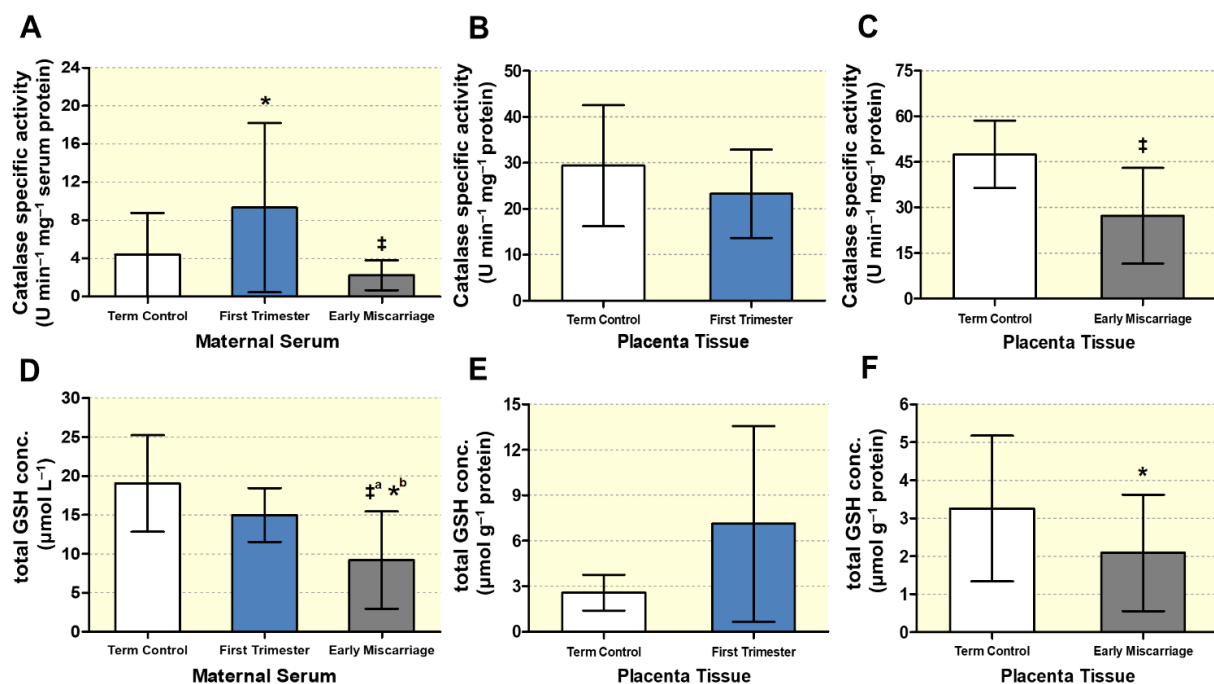 A
Catalase specific activity
(U min⁻¹ mg⁻¹ serum protein)
24
20
16
12
8
4
0
*
‡
Term Control
First Trimester
Early Miscarriage
Maternal Serum
B
Catalase specific activity
(U min⁻¹ mg⁻¹ protein)
50
40
30
20
10
0
Term Control
First Trimester
Placenta Tissue
C
Catalase specific activity
(U min⁻¹ mg⁻¹ protein)
75
60
45
30
15
0
‡
Term Control
Early Miscarriage
Placenta Tissue
D
total GSH conc.
(µmol L⁻¹)
30
25
20
15
10
5
0
‡ᵃ *ᵇ
Term Control
First Trimester
Early Miscarriage
Maternal Serum
E
total GSH conc.
(µmol g⁻¹ protein)
15
12
9
6
3
0
Term Control
First Trimester
Placenta Tissue
F
total GSH conc.
(µmol g⁻¹ protein)
6
5
4
3
2
1
0
*
Term Control
Early Miscarriage
Placenta Tissue